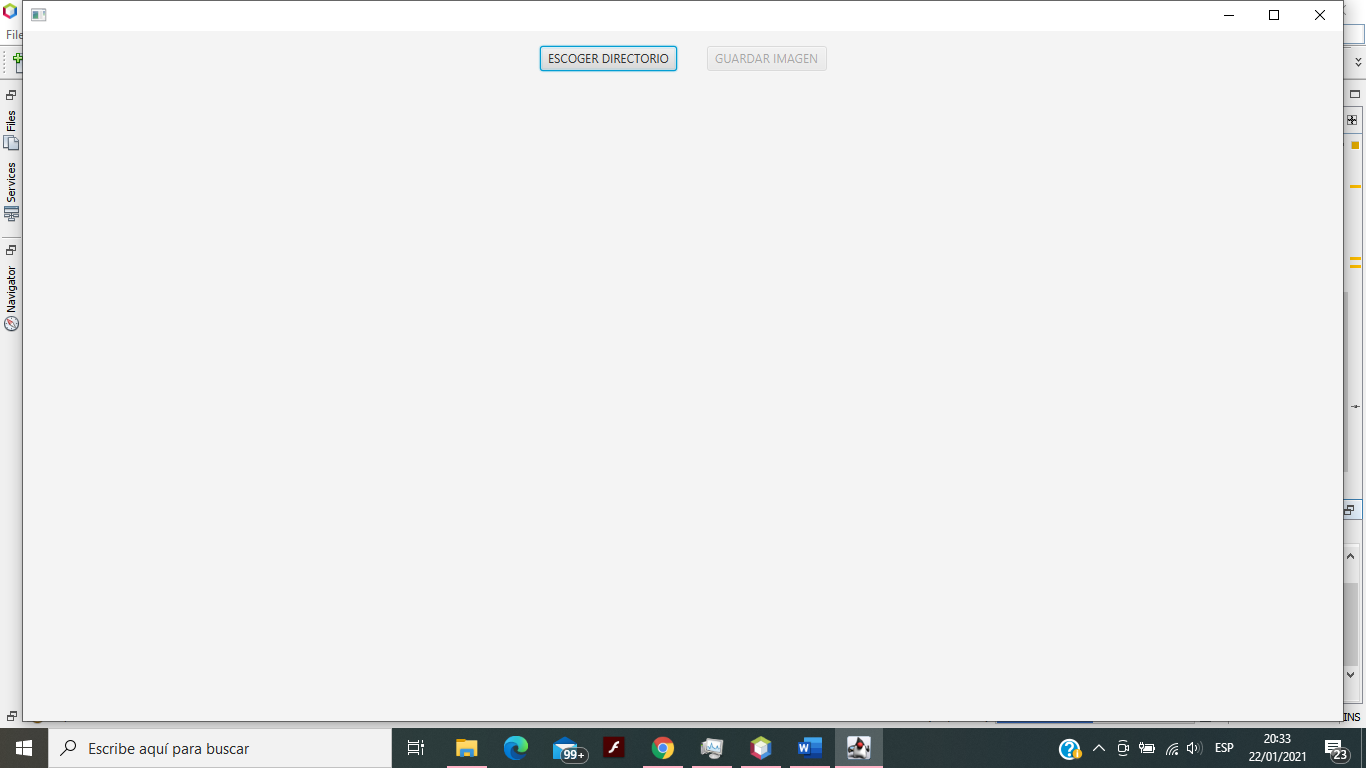 File
ESCOGER DIRECTORIO
GUARDAR IMAGEN
Files
Services
Navigator
INS
Escribe aquí para buscar
99+
W
ESP
20:33
22/01/2021
23